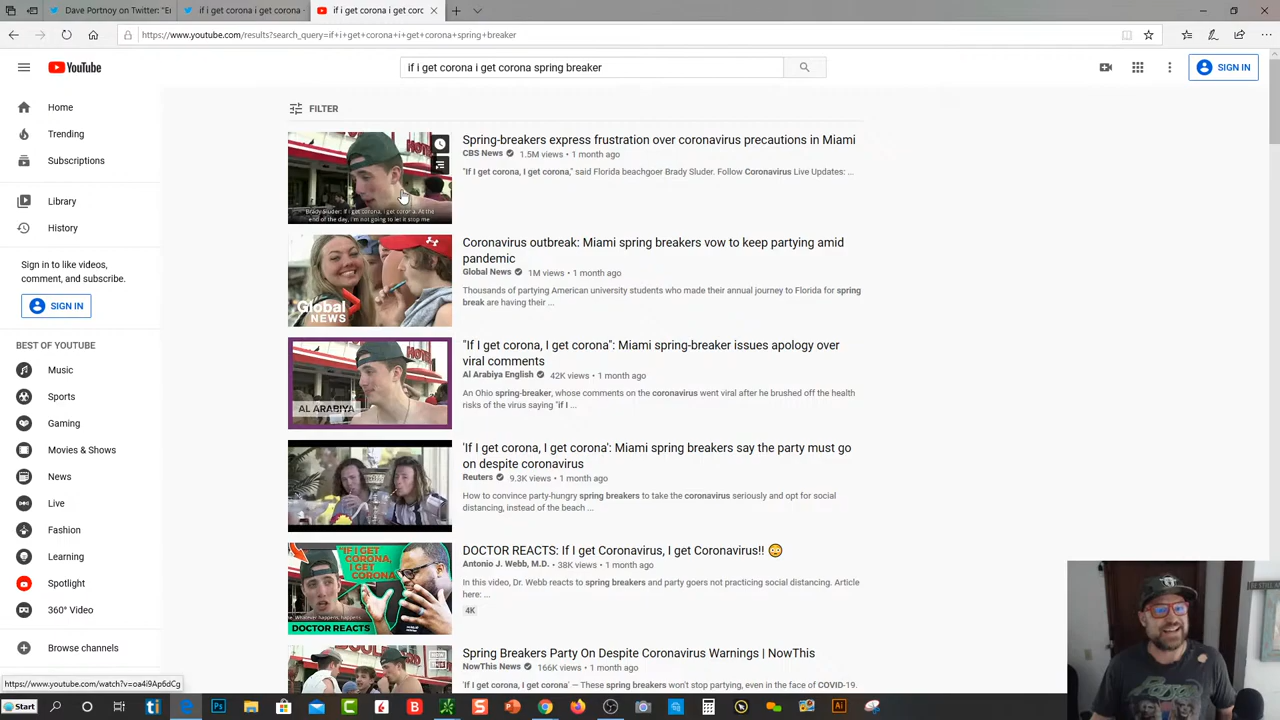 Dave Portnoy on Twitter: "E
if i get corona i get corona
if i get corona i get corc
https://www.youtube.com/results?search_query=if+i+get+corona+i+get+corona+spring+breaker
YouTube
if i get corona i get corona spring breaker
SIGN IN
Home
Trending
Subscriptions
Library
History
Sign in to like videos,
comment, and subscribe.
SIGN IN
BEST OF YOUTUBE
Music
Sports
Gaming
Movies & Shows
News
Live
Fashion
Learning
Spotlight
360° Video
Browse channels
FILTER
Brady Sluder: If i get corona, i get corona. At the
end of the day, i'm not going to let it stop me
Spring-breakers express frustration over coronavirus precautions in Miami
CBS News 1.5M views • 1 month ago
"If I get corona, I get corona," said Florida beachgoer Brady Sluder. Follow Coronavirus Live Updates: ...
Global
NEWS
Coronavirus outbreak: Miami spring breakers vow to keep partying amid
pandemic
Global News 1M views • 1 month ago
Thousands of partying American university students who made their annual journey to Florida for spring
break are having their ...
HOTE
AL ARABIYA
"If I get corona, I get corona": Miami spring-breaker issues apology over
viral comments
Al Arabiya English 42K views • 1 month ago
An Ohio spring-breaker, whose comments on the coronavirus went viral after he brushed off the health
risks of the virus saying "if I ...
'If I get corona, I get corona': Miami spring breakers say the party must go
on despite coronavirus
Reuters 9.3K views • 1 month ago
How to convince party-hungry spring breakers to take the coronavirus seriously and opt for social
distancing, instead of the beach ...
"IF I GET
CORONA,
I GET
CORONA
DOCTOR REACTS
DOCTOR REACTS: If I get Coronavirus, I get Coronavirus!! 😳
Antonio J. Webb, M.D. • 38K views • 1 month ago
In this video, Dr. Webb reacts to spring breakers and party goers not practicing social distancing. Article
here: ...
4K
Spring Breakers Party On Despite Coronavirus Warnings | NowThis
NowThis News 166K views • 1 month ago
'If I get corona, I get corona' — These spring breakers won't stop partying, even in the face of COVID-19.
https://www.youtube.com/watch?v=oa4i9Ap6dCg
Start